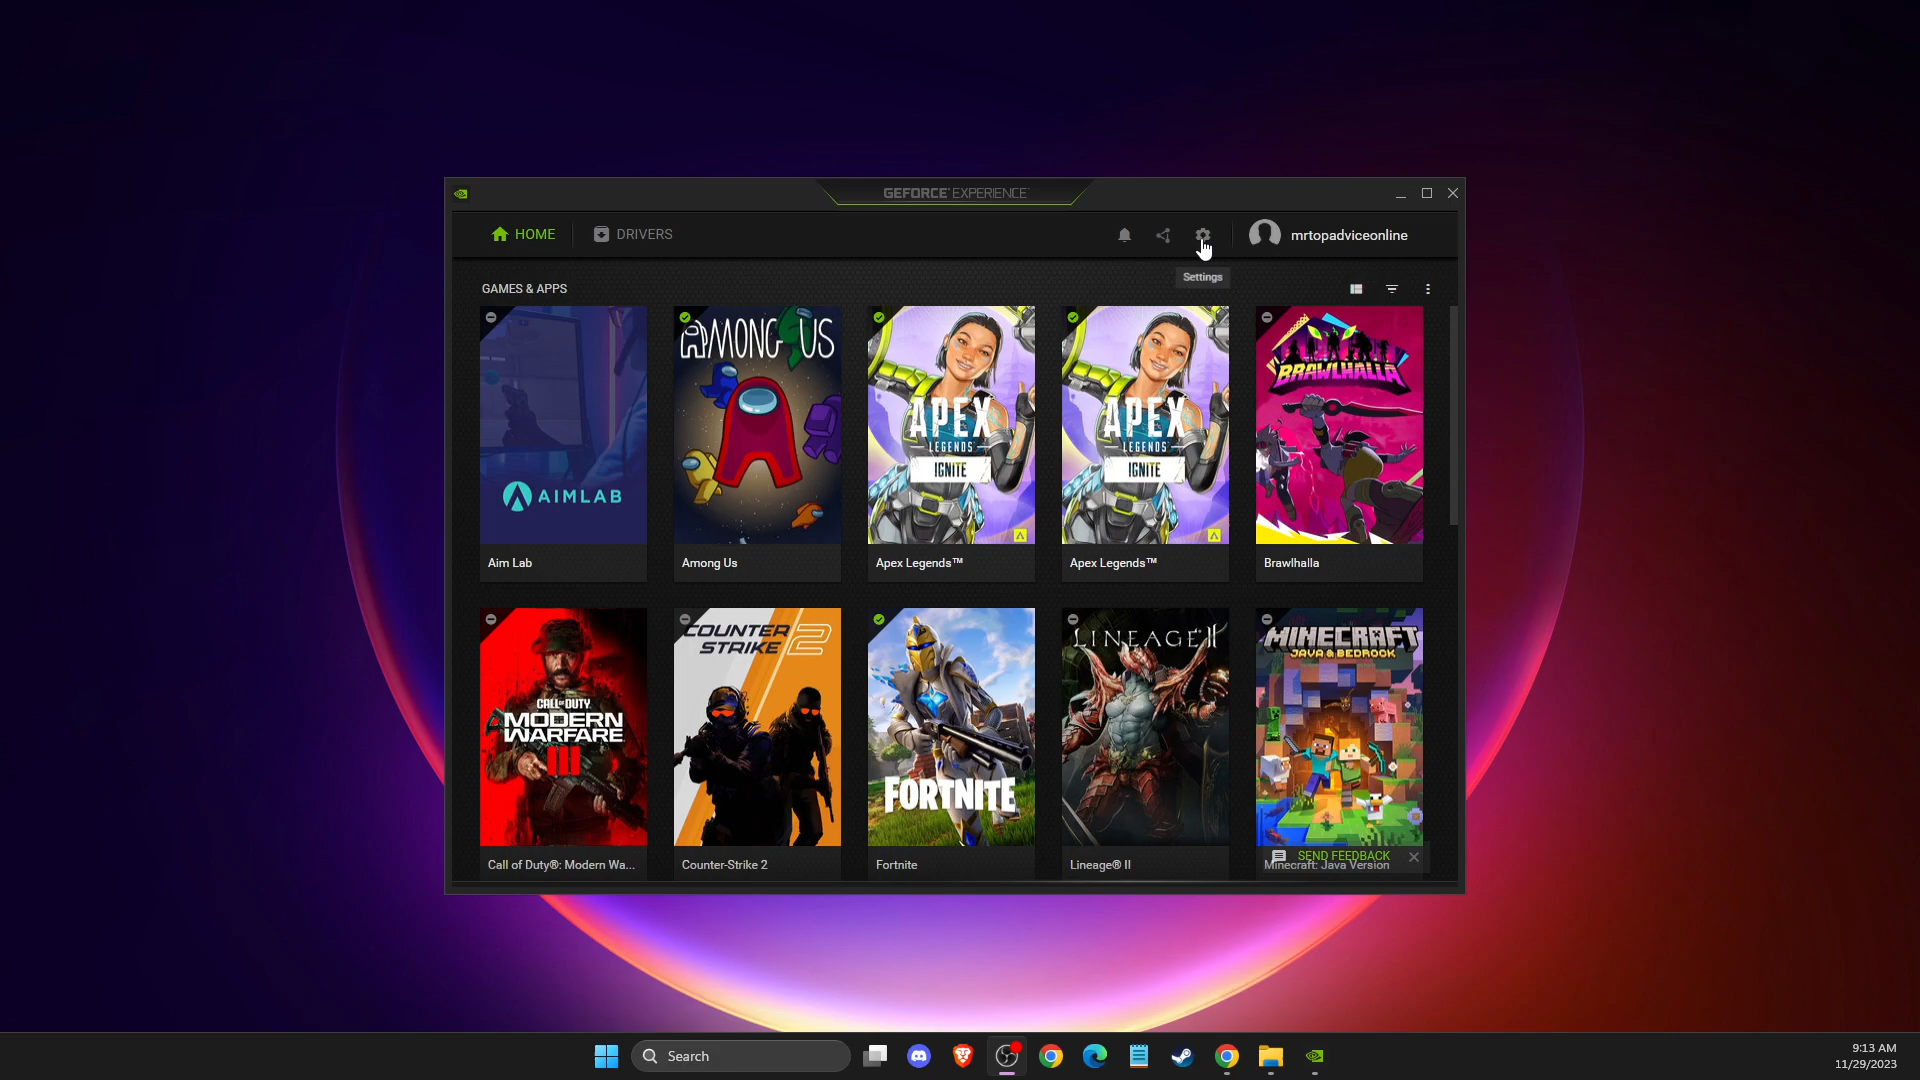 GEFORCE EXPERIENCE
HOME
DRIVERS
mrtopadviceonline
Settings
GAMES & APPS
AIMLAB
AMONG US
APEX
LEGENDS
IGNITE
APEX
LEGENDS
IGNITE
BRAWLHALLA
Aim Lab
Among Us
Apex Legends™
Apex Legends™
Brawlhalla
CALL OF DUTY
MODERN
WARFARE
III
COUNTER
STRIKE 2
FORTNITE
LINEAGE II
MINECRAFT
JAVA & BEDROCK
SEND FEEDBACK
Call of Duty®: Modern Wa...
Counter-Strike 2
Fortnite
Lineage® II
Minecraft: Java Version
Search
9:13 AM
11/29/2023